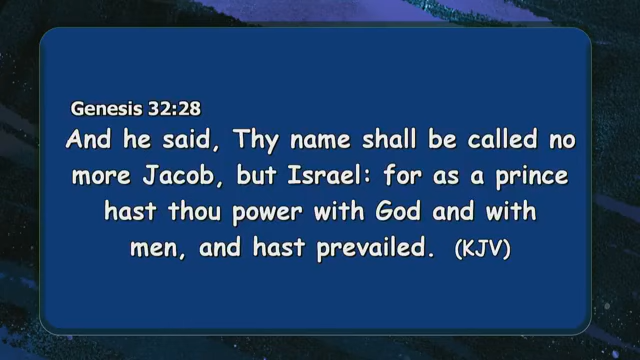 Genesis 32:28
And he said, Thy name shall be called no
more Jacob, but Israel: for as a prince
hast thou power with God and with
men, and hast prevailed. (KJV)